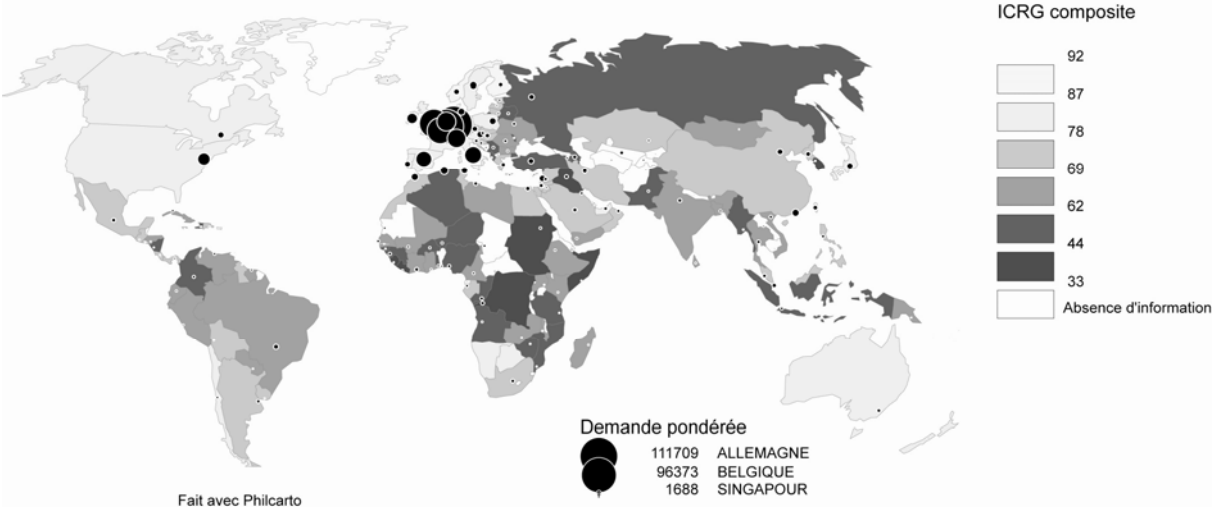 ICRG composite
92
87
78
69
62
44
33
Absence d'information
Demande pondérée
111709 ALLEMAGNE
96373 BELGIQUE
1688 SINGAPOUR
Fait avec Philcarto